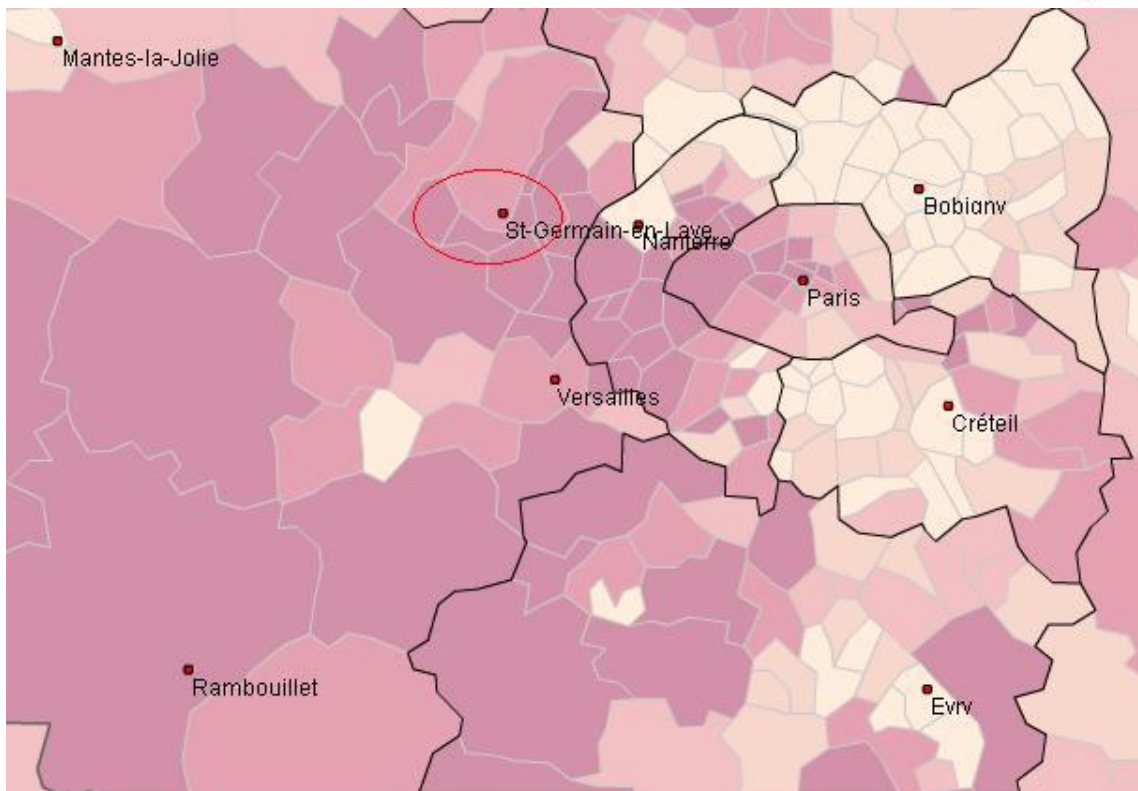 Mantes-la-Jolie
Bobigny
St-Germain-en-Laye
Nanterre
Paris
Versailles
Créteil
Rambouillet
Evry